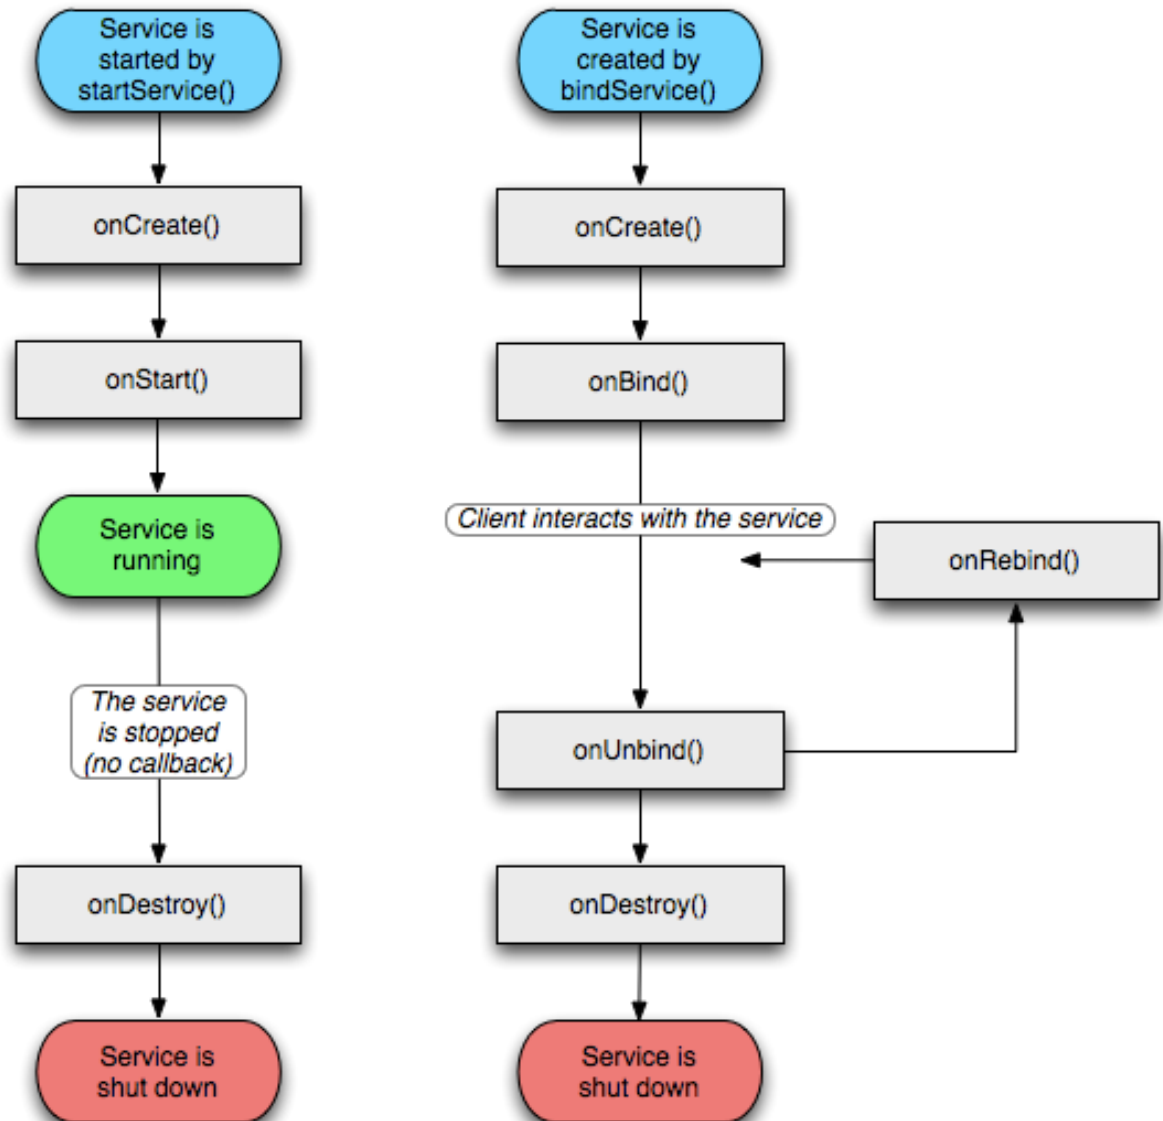 Service is
started by
startService()
onCreate()
onStart()
Service is
running
The service
is stopped
(no callback)
onDestroy()
Service is
shut down
Service is
created by
bindService()
onCreate()
onBind()
Client interacts with the service
onRebind()
onUnbind()
onDestroy()
Service is
shut down